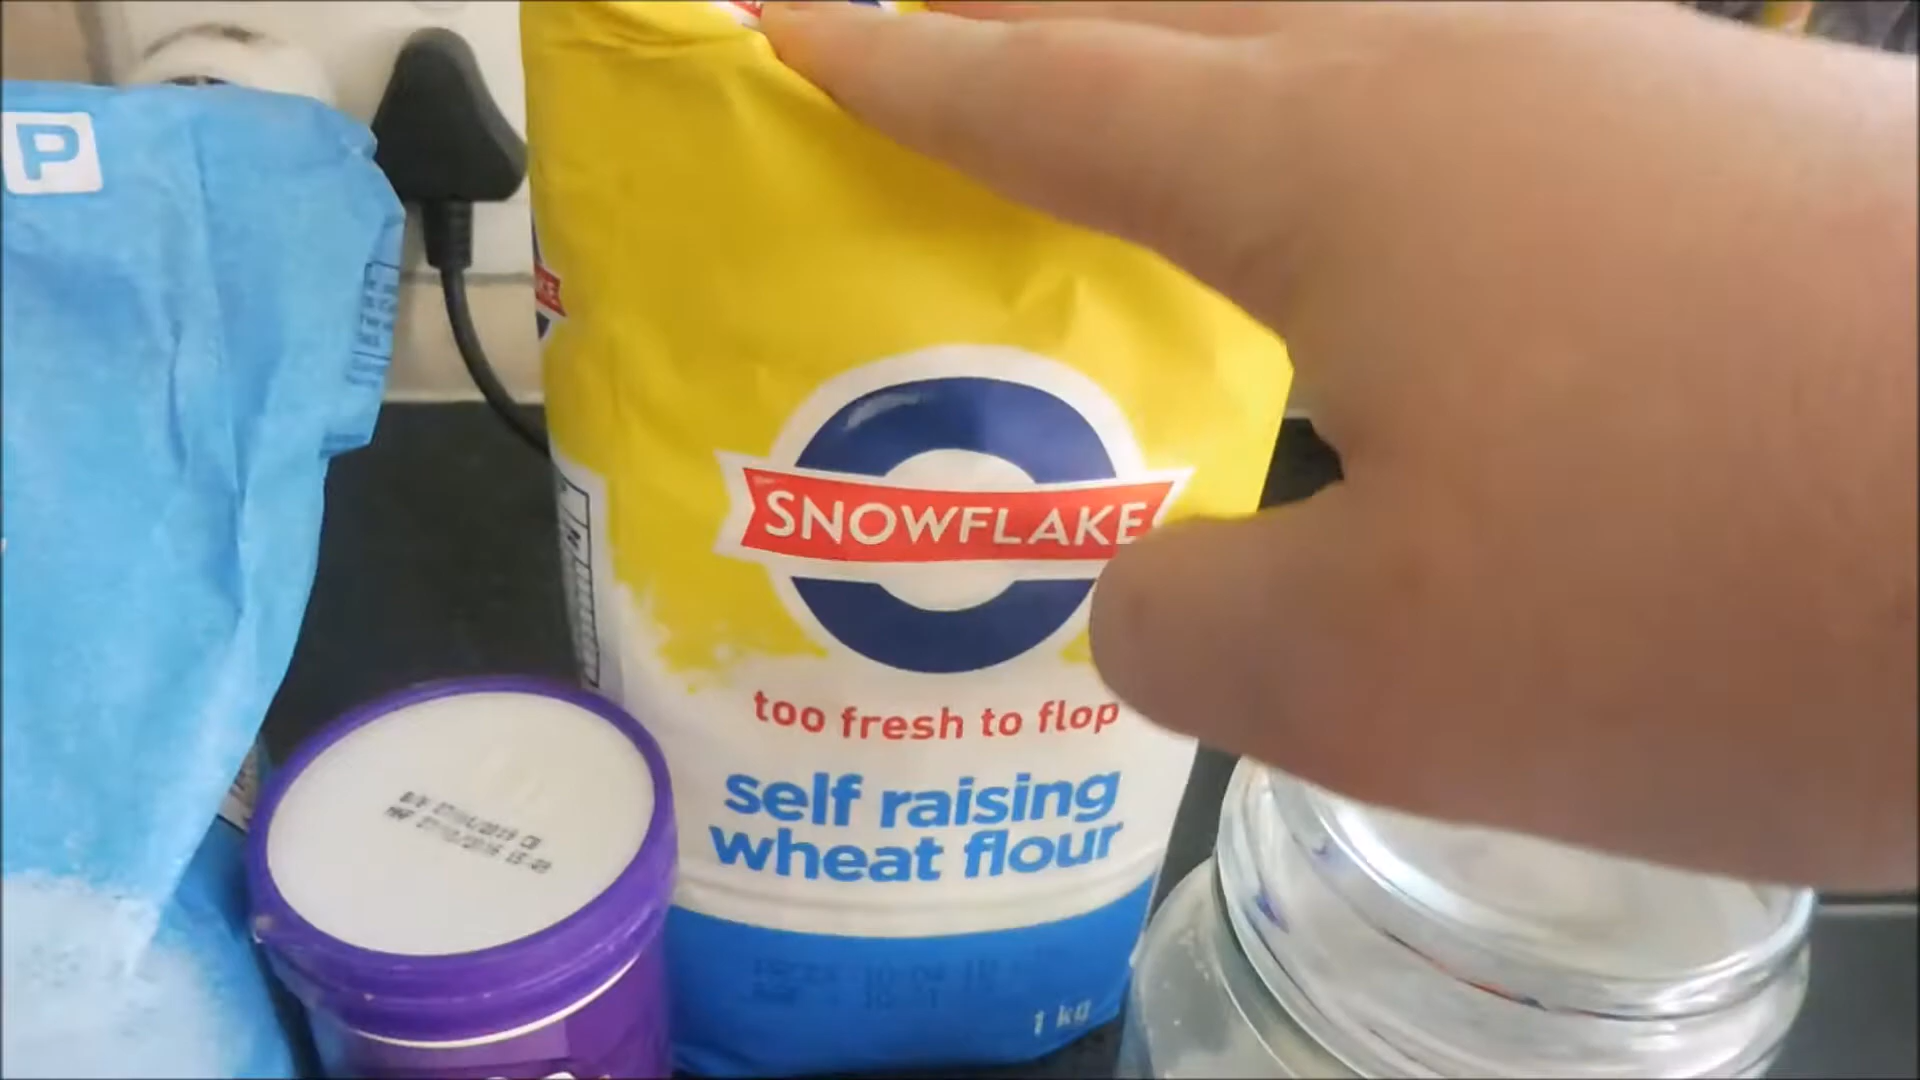 P
SNOWFLAKE
too fresh to flop
self raising
wheat flour
1 kg